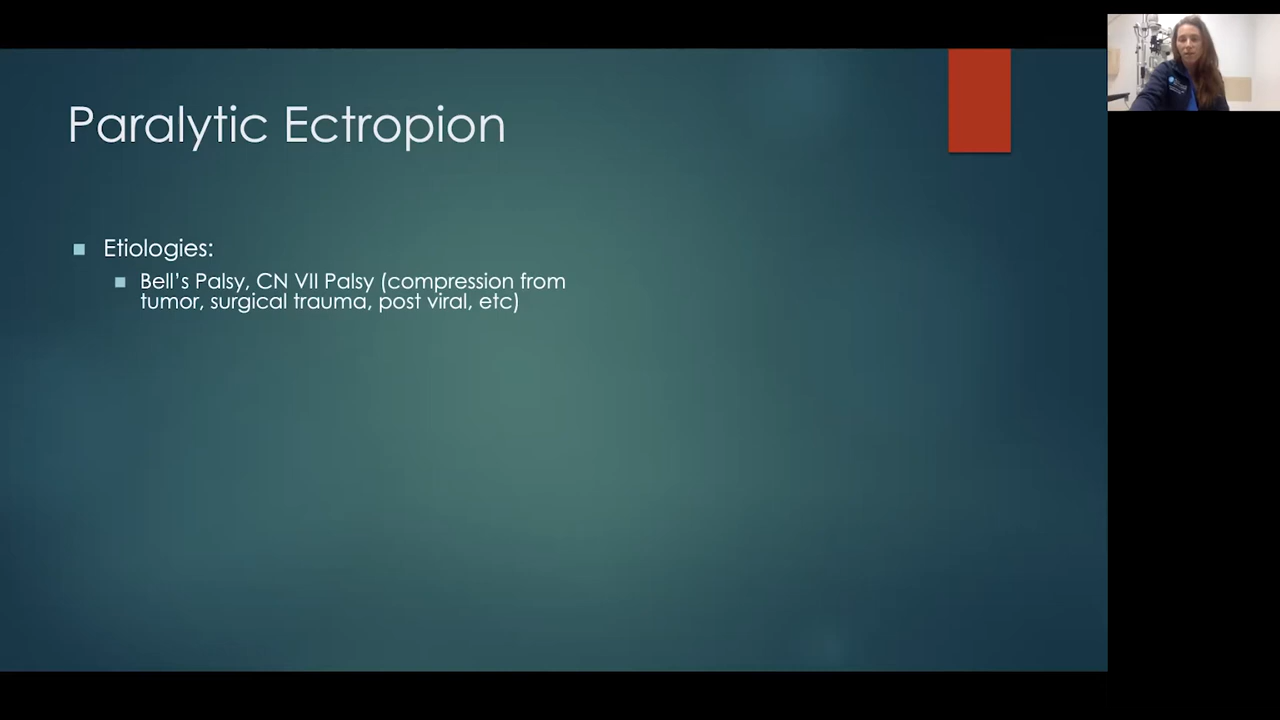 Paralytic Ectropion
Etiologies:
Bell's Palsy, CN VII Palsy (compression from
tumor, surgical trauma, post viral, etc)